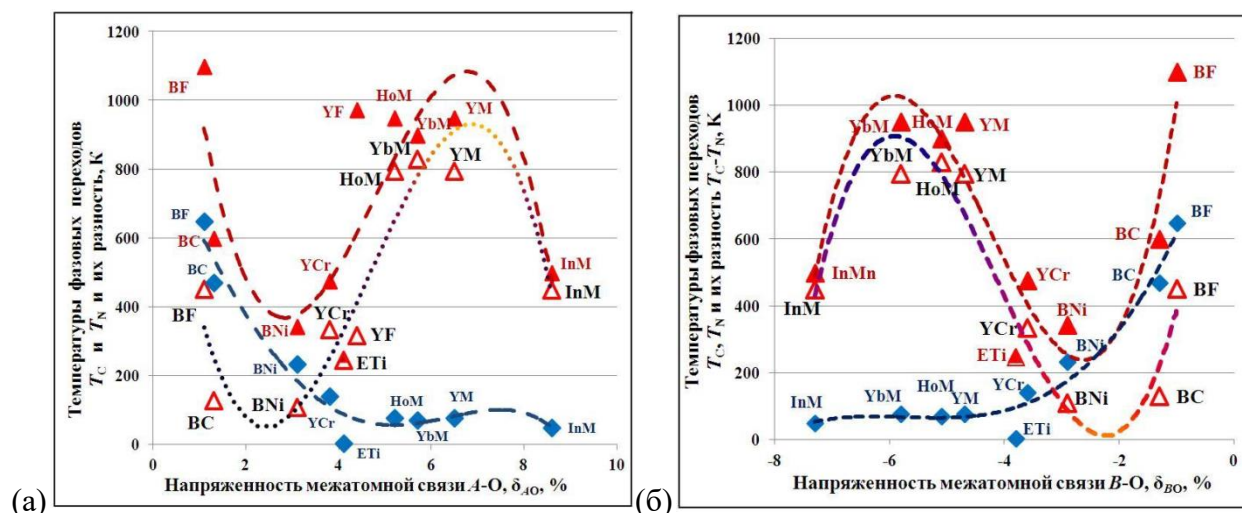 Температуры фазовых переходов
T_C и T_N и их разность, К
1200
1000
800
600
400
200
0
BF
YF
HoM
YM
YbM
YbM
HoM
YM
BF
BC
BC
YCr
InM
InM
BF
BNi
YCr
YF
ETi
BNi
BC
BNi
YCr
HoM
YM
YbM
InM
ETi
0 2 4 6 8 10
Напряженность межатомной связи A-O, δ_AO, %
(а)
Температуры фазовых переходов
T_C, T_N и их разность T_C-T_N, К
1200
1000
800
600
400
200
0
BF
YbM
HoM
YM
YbM
HoM
YM
BF
BC
InMn
YCr
BC
InM
BF
BNi
YCr
ETi
BNi
InM
YbM
HoM
YM
YCr
BNi
BC
ETi
-8 -6 -4 -2 0
Напряженность межатомной связи B-O, δ_BO, %
(б)